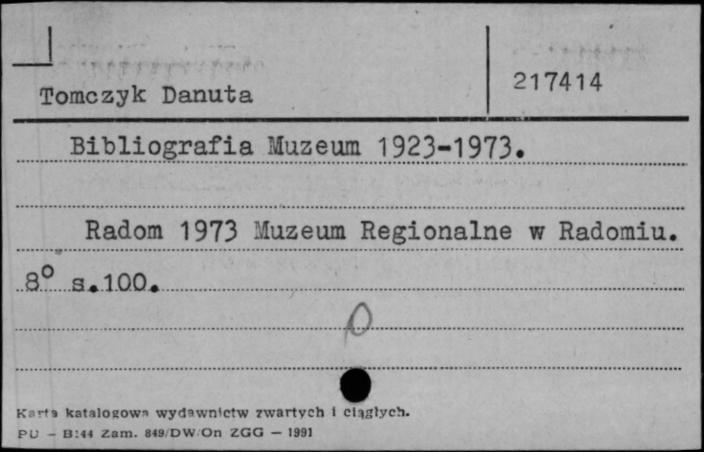 Tomczyk Danuta
217414
Bibliografia Muzeum 1923-1973.
Radom 1973 Muzeum Regionalne w Radomiu.
8° s.100.
0
Karta katalogowa wydawnictw zwartych i ciągłych.
PU — B:44 Zam. 849/DW/On ZGG — 1991